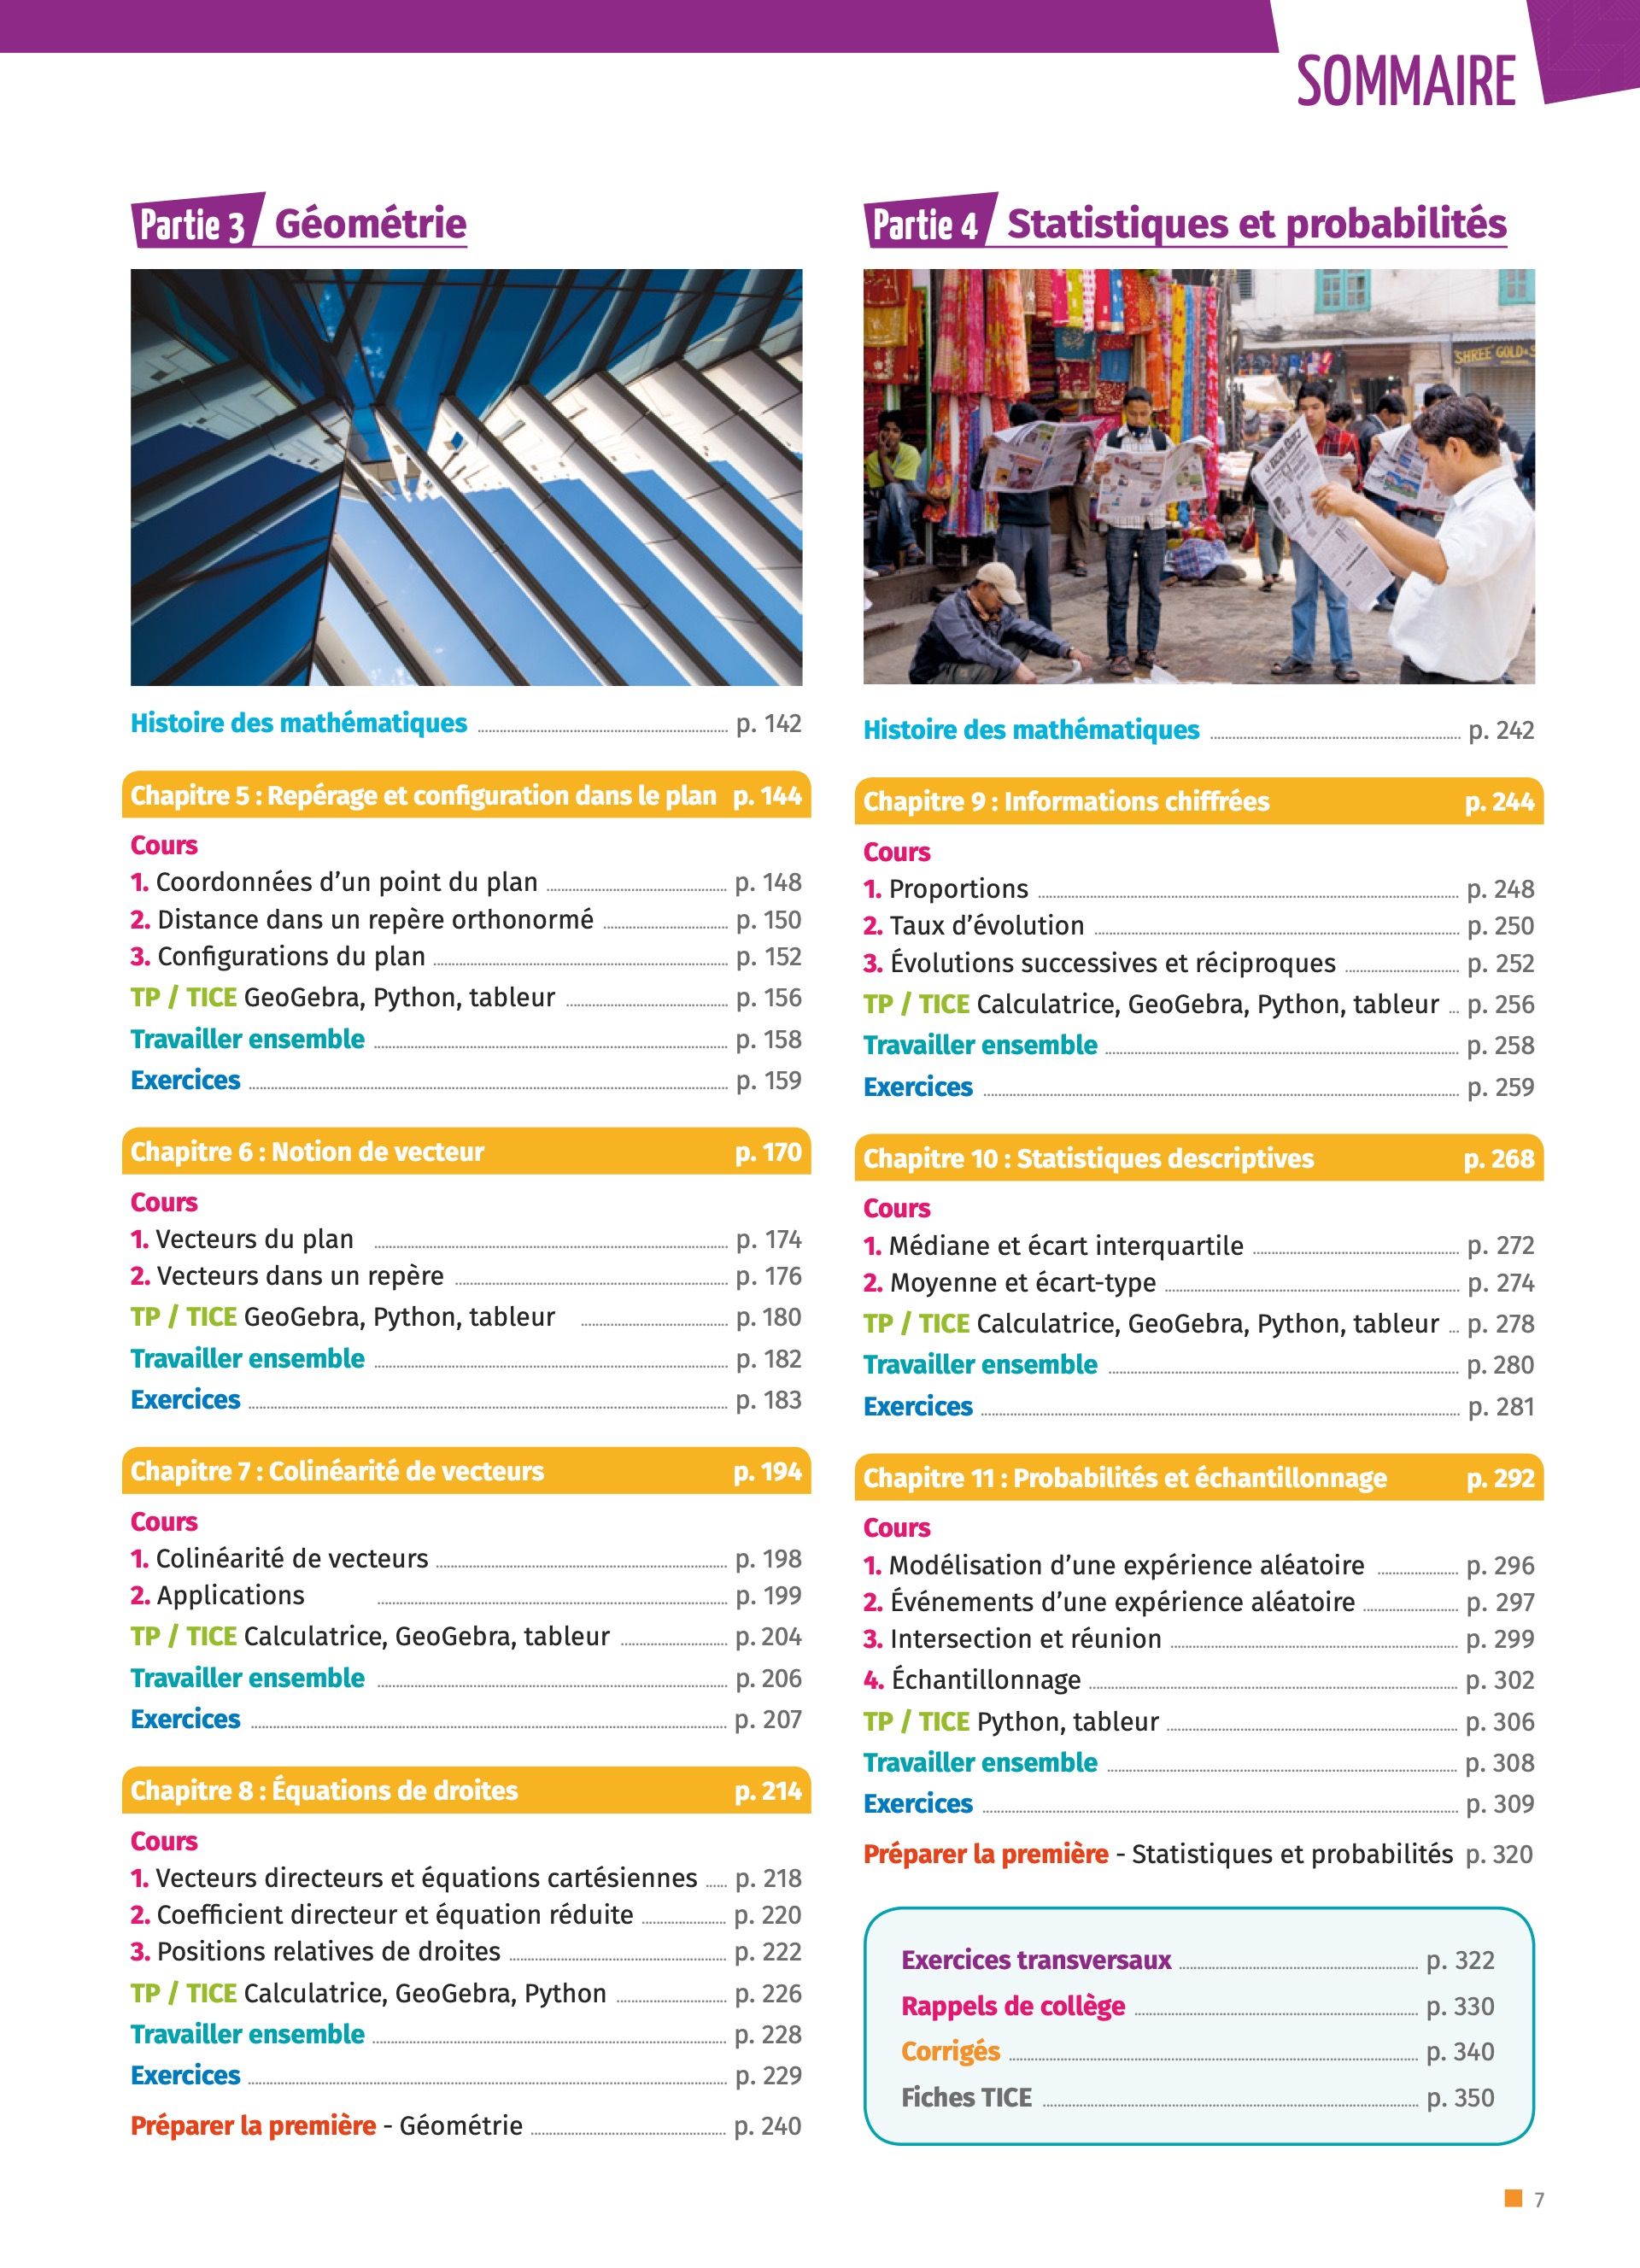 SOMMAIRE
Partie 3 Géométrie
Histoire des mathématiques p. 142
Chapitre 5 : Repérage et configuration dans le plan p. 144
Cours
1. Coordonnées d’un point du plan p. 148
2. Distance dans un repère orthonormé p. 150
3. Configurations du plan p. 152
TP / TICE GeoGebra, Python, tableur p. 156
Travailler ensemble p. 158
Exercices p. 159
Chapitre 6 : Notion de vecteur p. 170
Cours
1. Vecteurs du plan p. 174
2. Vecteurs dans un repère p. 176
TP / TICE GeoGebra, Python, tableur p. 180
Travailler ensemble p. 182
Exercices p. 183
Chapitre 7 : Colinéarité de vecteurs p. 194
Cours
1. Colinéarité de vecteurs p. 198
2. Applications p. 199
TP / TICE Calculatrice, GeoGebra, tableur p. 204
Travailler ensemble p. 206
Exercices p. 207
Chapitre 8 : Équations de droites p. 214
Cours
1. Vecteurs directeurs et équations cartésiennes p. 218
2. Coefficient directeur et équation réduite p. 220
3. Positions relatives de droites p. 222
TP / TICE Calculatrice, GeoGebra, Python p. 226
Travailler ensemble p. 228
Exercices p. 229
Préparer la première - Géométrie p. 240
Partie 4 Statistiques et probabilités
SHREE GOLD
Histoire des mathématiques p. 242
Chapitre 9 : Informations chiffrées p. 244
Cours
1. Proportions p. 248
2. Taux d’évolution p. 250
3. Évolutions successives et réciproques p. 252
TP / TICE Calculatrice, GeoGebra, Python, tableur p. 256
Travailler ensemble p. 258
Exercices p. 259
Chapitre 10 : Statistiques descriptives p. 268
Cours
1. Médiane et écart interquartile p. 272
2. Moyenne et écart-type p. 274
TP / TICE Calculatrice, GeoGebra, Python, tableur p. 278
Travailler ensemble p. 280
Exercices p. 281
Chapitre 11 : Probabilités et échantillonnage p. 292
Cours
1. Modélisation d’une expérience aléatoire p. 296
2. Événements d’une expérience aléatoire p. 297
3. Intersection et réunion p. 299
4. Échantillonnage p. 302
TP / TICE Python, tableur p. 306
Travailler ensemble p. 308
Exercices p. 309
Préparer la première - Statistiques et probabilités p. 320
Exercices transversaux p. 322
Rappels de collège p. 330
Corrigés p. 340
Fiches TICE p. 350
7